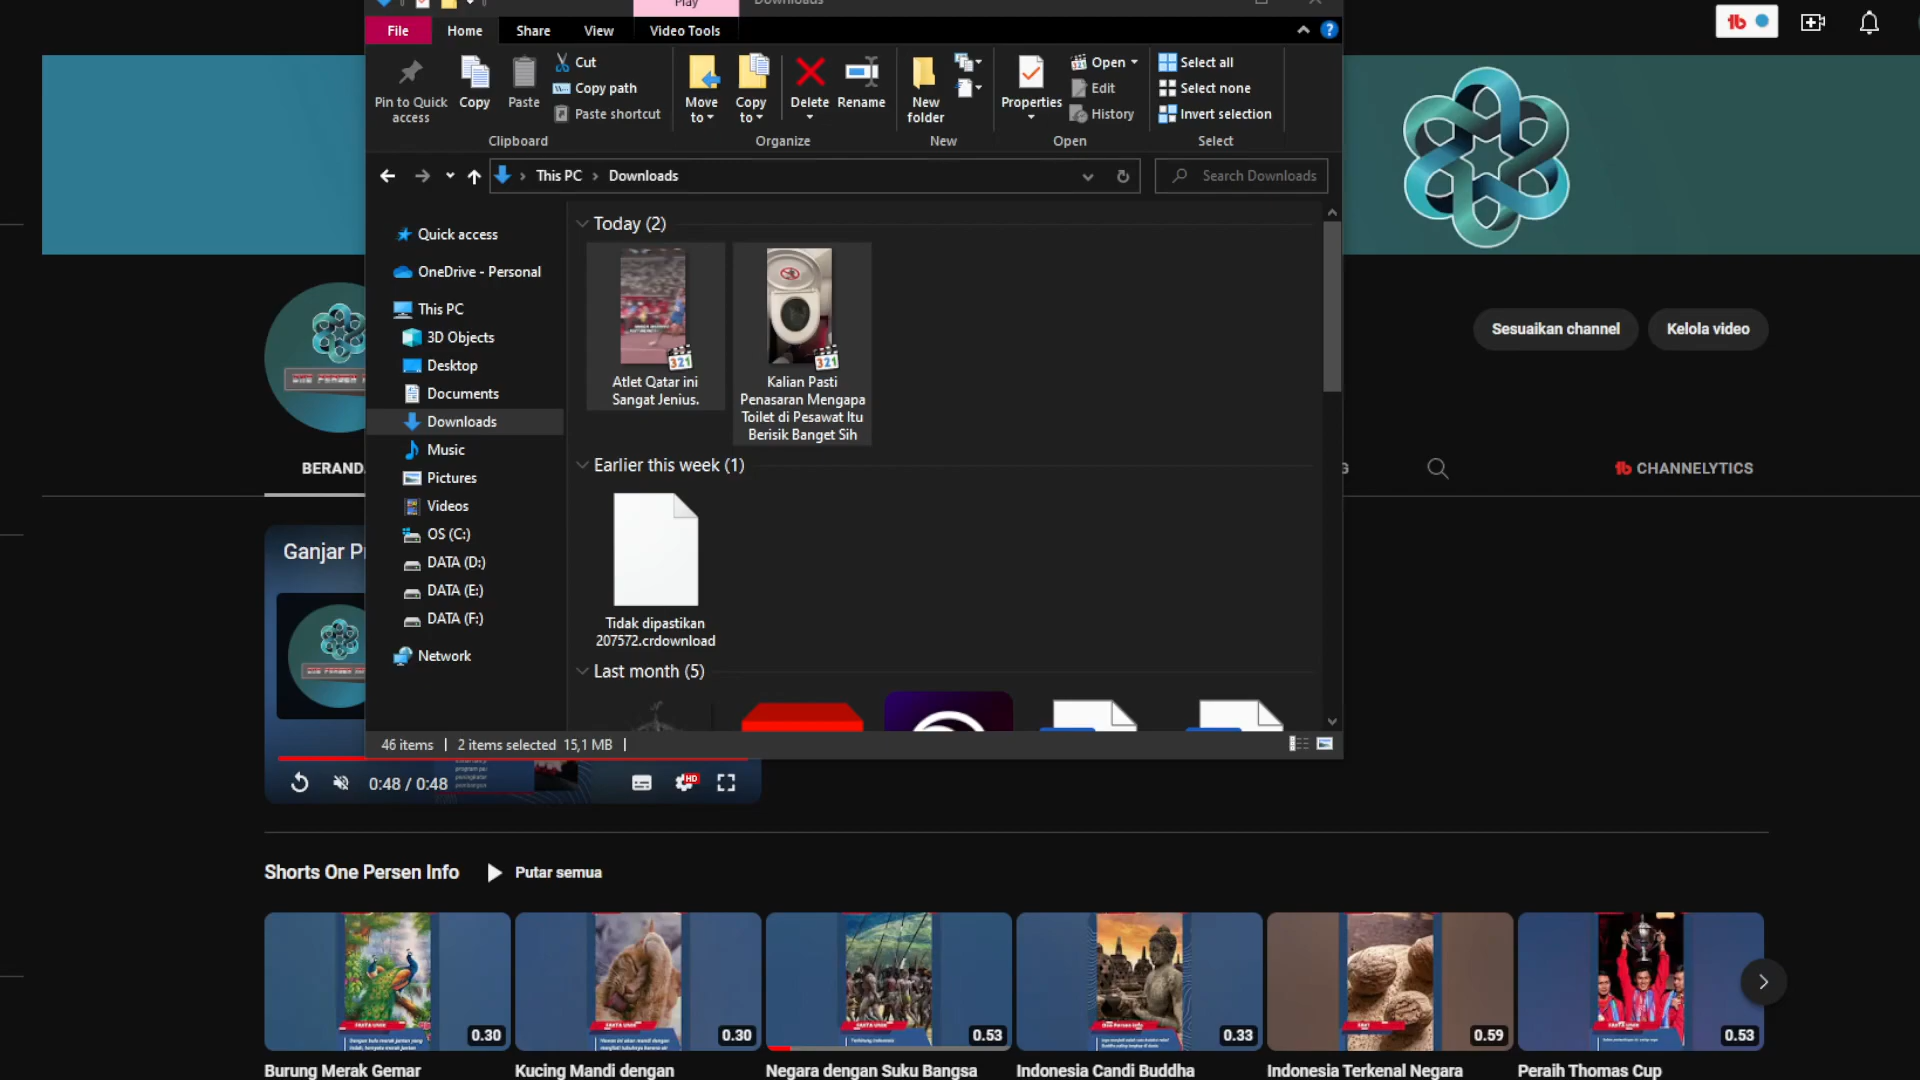 Play
Downloads
File
Home
Share
View
Video Tools
Pin to Quick
access
Copy
Paste
Cut
Copy path
Paste shortcut
Clipboard
Move
to
Copy
to
Delete
Rename
Organize
New
folder
New
Properties
Open
Edit
History
Open
Select all
Select none
Invert selection
Select
This PC
Downloads
Search Downloads
Quick access
OneDrive - Personal
This PC
3D Objects
Desktop
Documents
Downloads
Music
Pictures
Videos
OS (C:)
DATA (D:)
DATA (E:)
DATA (F:)
Network
Today (2)
321
Atlet Qatar ini
Sangat Jenius.
321
Kalian Pasti
Penasaran Mengapa
Toilet di Pesawat Itu
Berisik Banget Sih
Earlier this week (1)
Tidak dipastikan
207572.crdownload
Last month (5)
46 items
2 items selected 15,1 MB
Sesuaikan channel
Kelola video
BERANDA
G
CHANNELYTICS
Ganjar P
0:48 / 0:48
HD
Shorts One Persen Info
Putar semua
0.30
0.30
0.53
0.33
0.59
0.53
Burung Merak Gemar
Kucing Mandi dengan
Negara dengan Suku Bangsa
Indonesia Candi Buddha
Indonesia Terkenal Negara
Peraih Thomas Cup